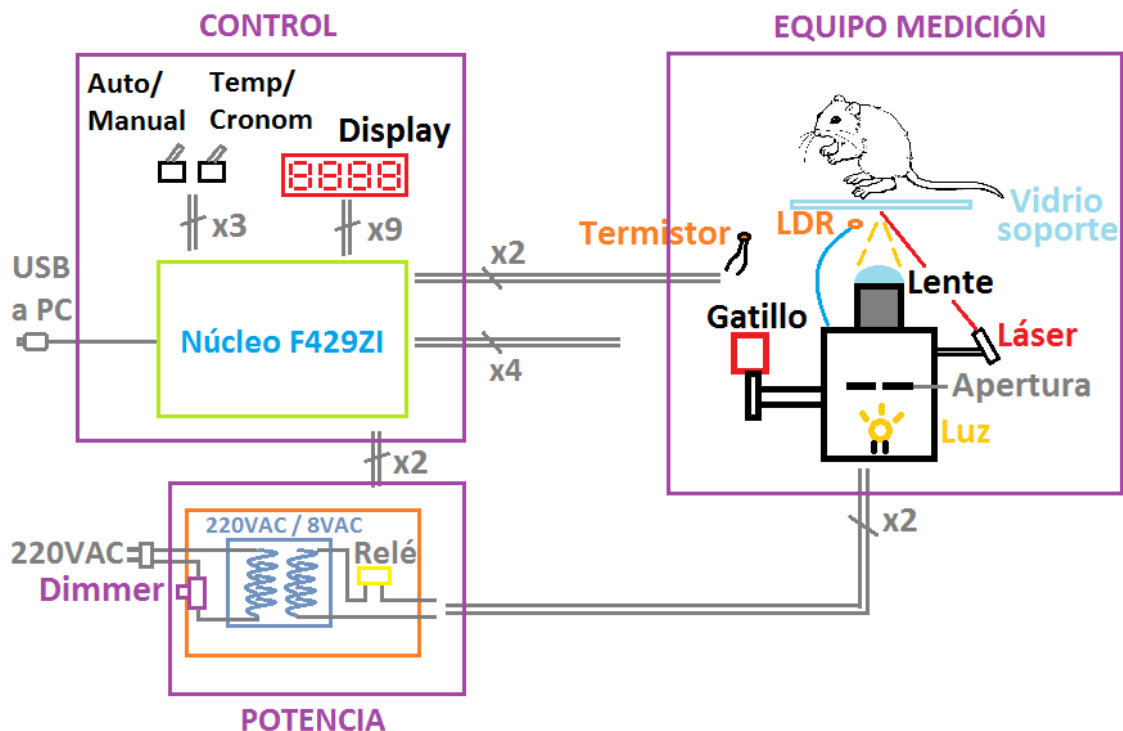 CONTROL
EQUIPO MEDICIÓN
Auto/
Manual
Temp/
Cronom
Display
x3
x9
USB
a PC
Núcleo F429ZI
x2
x4
x2
Termistor
LDR
Vidrio
soporte
Lente
Gatillo
Láser
Apertura
Luz
x2
220VAC / 8VAC
220VAC
Relé
Dimmer
POTENCIA